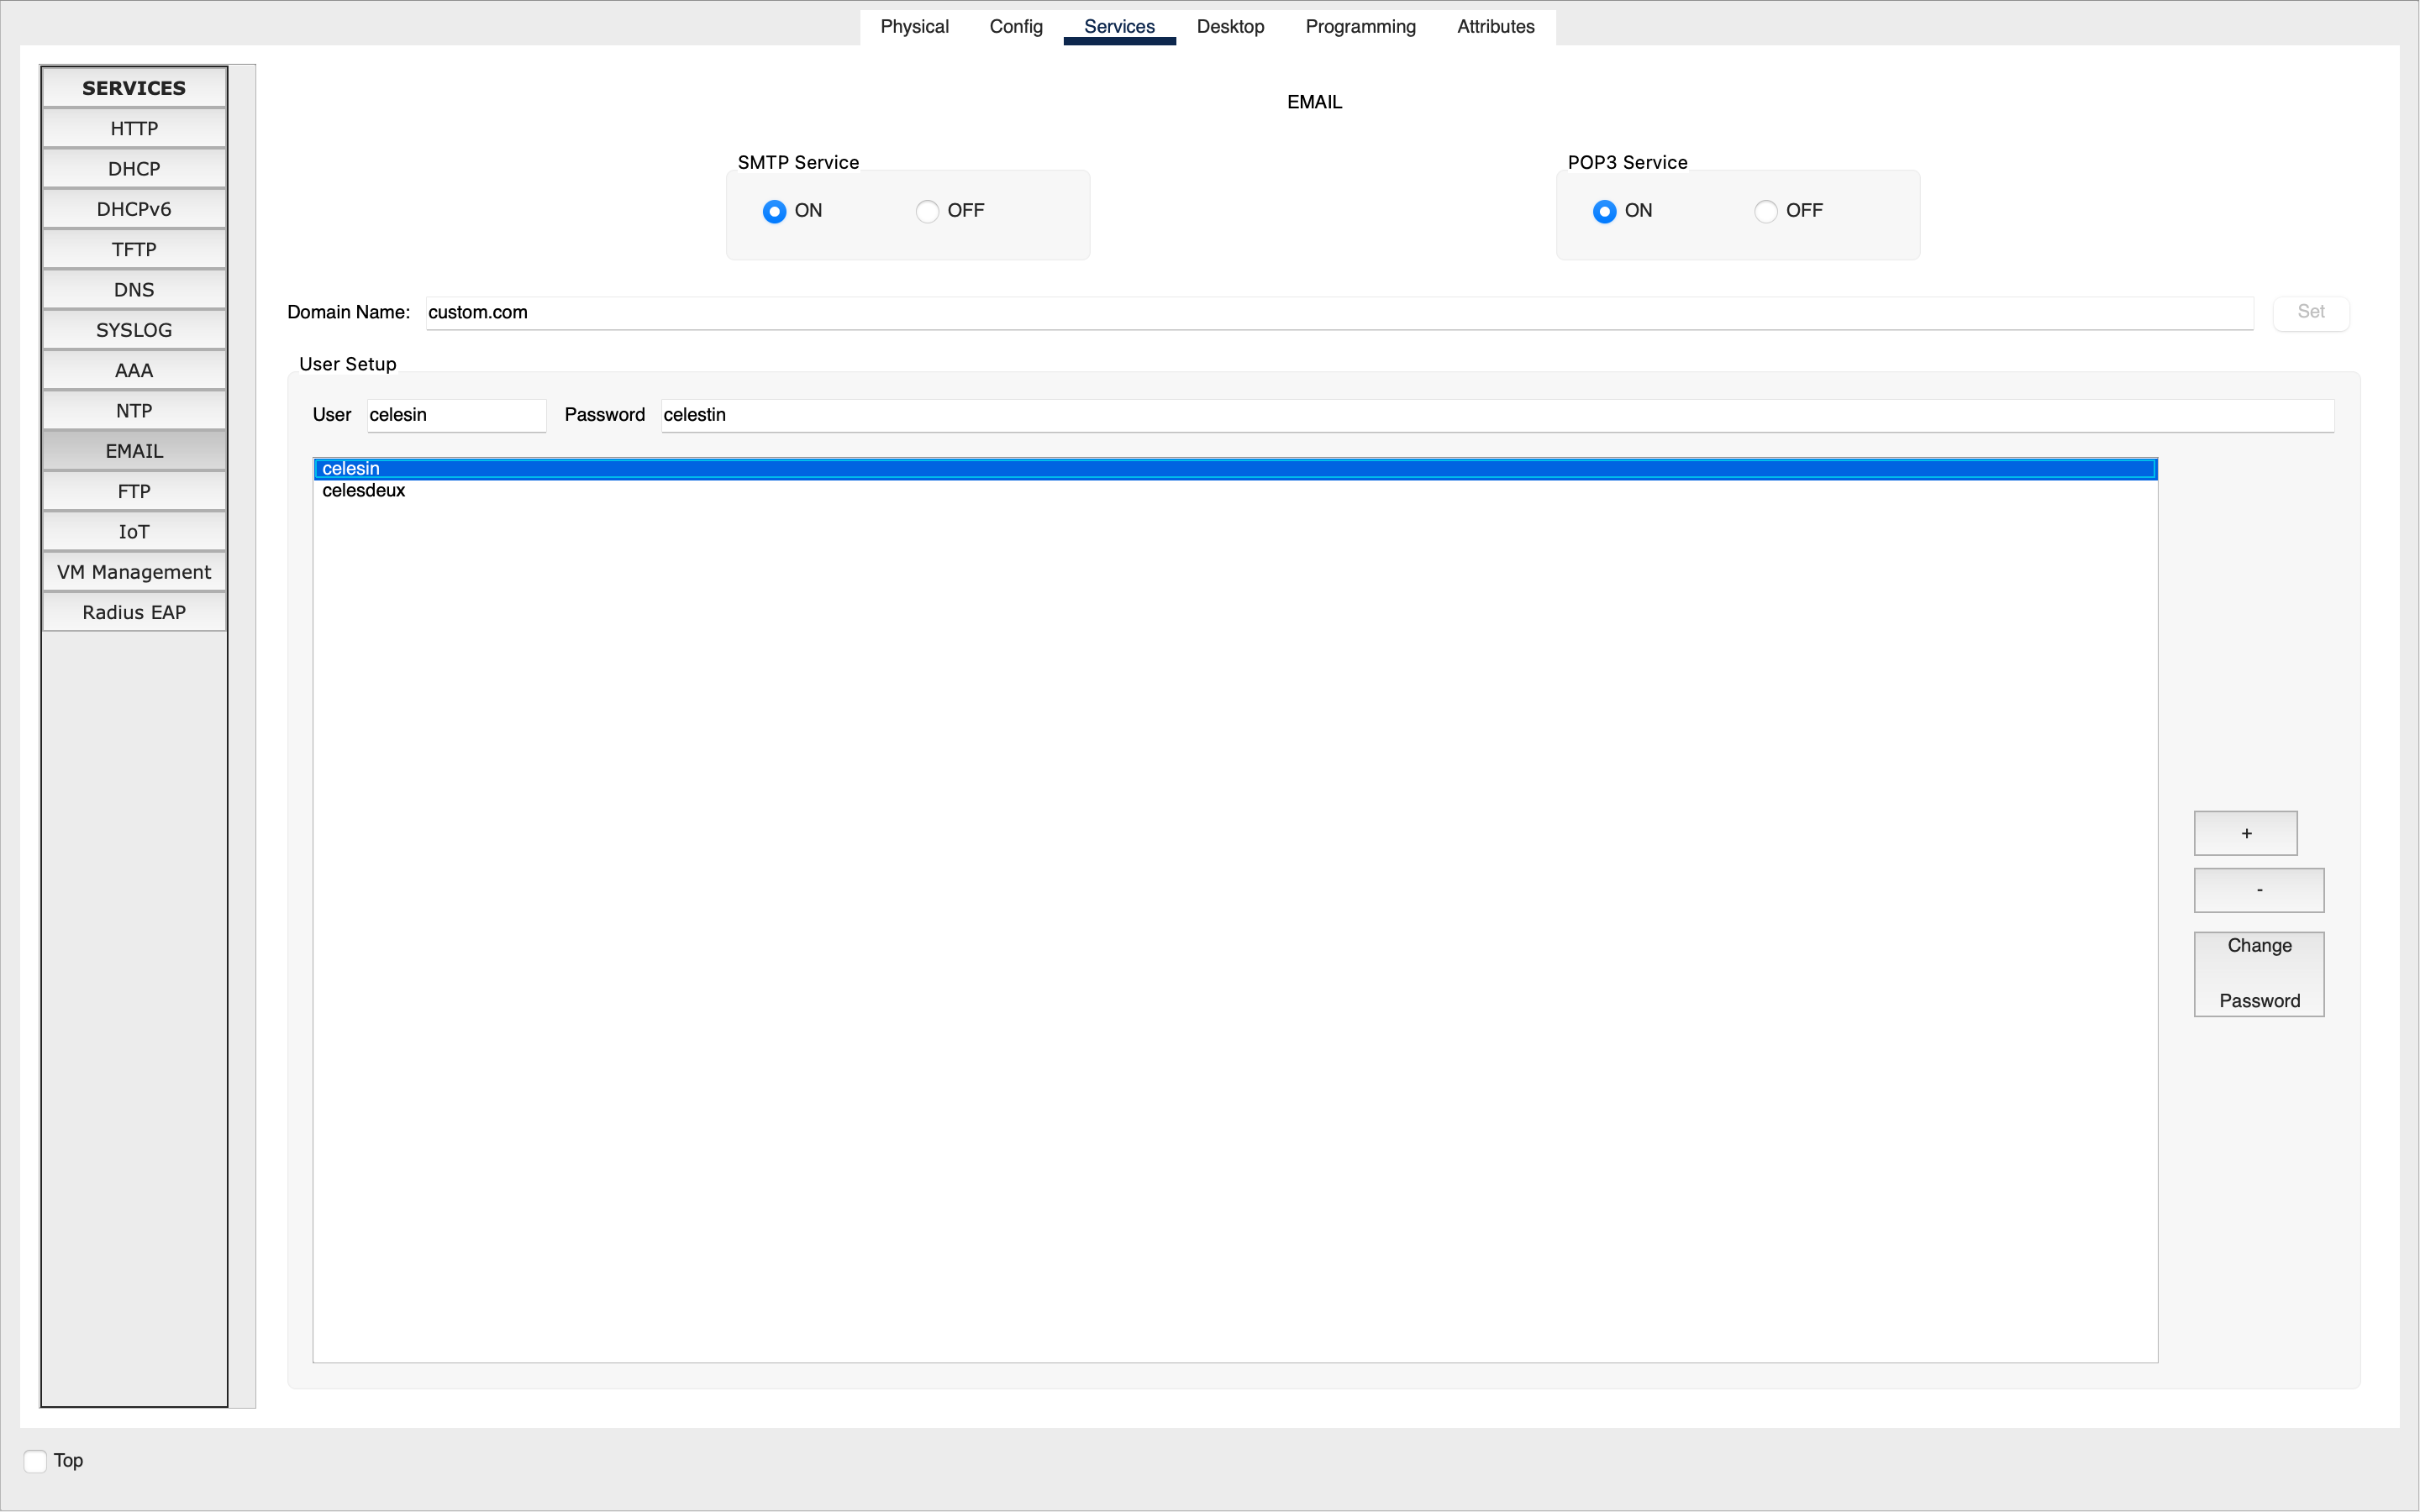 Physical Config Services Desktop Programming Attributes
SERVICES
HTTP
DHCP
DHCPv6
TFTP
DNS
SYSLOG
AAA
NTP
EMAIL
FTP
IoT
VM Management
Radius EAP
EMAIL
SMTP Service
ON OFF
POP3 Service
ON OFF
Domain Name: custom.com Set
User Setup
User celesin Password celestin
celesin
celesdeux
+
-
Change
Password
Top